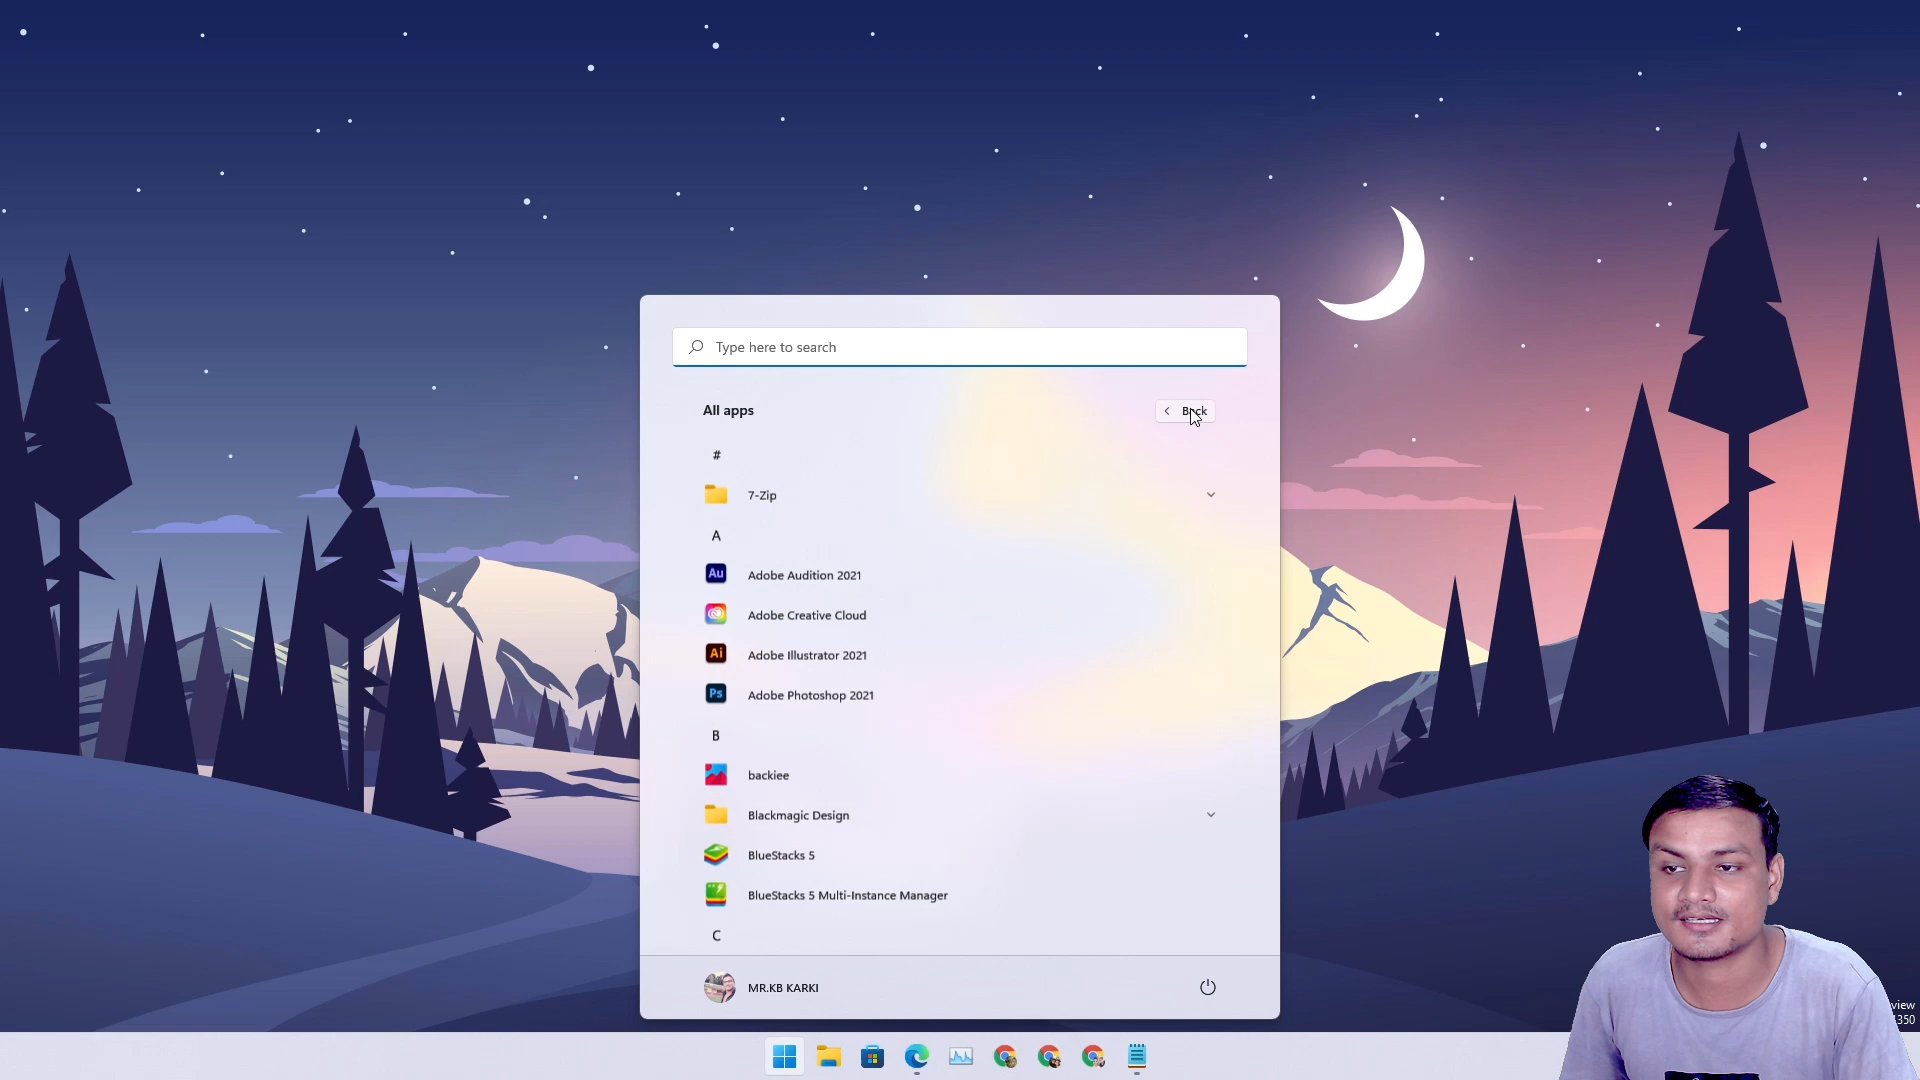 Type here to search
All apps
Back
#
7-Zip
A
Au Adobe Audition 2021
Adobe Creative Cloud
Ai Adobe Illustrator 2021
Ps Adobe Photoshop 2021
B
backiee
Blackmagic Design
BlueStacks 5
BlueStacks 5 Multi-Instance Manager
C
MR.KB KARKI